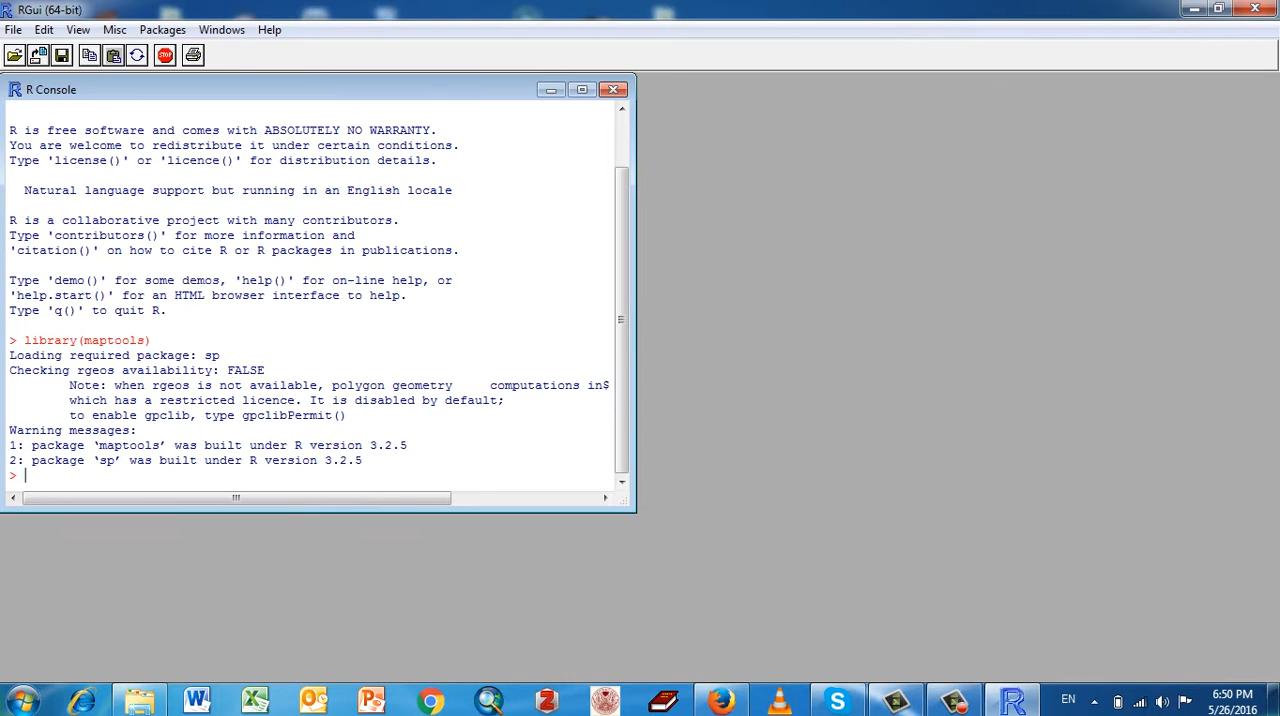 RGui (64-bit)
File Edit View Misc Packages Windows Help
STOP
R Console
R is free software and comes with ABSOLUTELY NO WARRANTY.
You are welcome to redistribute it under certain conditions.
Type 'license()' or 'licence()' for distribution details.
Natural language support but running in an English locale
R is a collaborative project with many contributors.
Type 'contributors()' for more information and
'citation()' on how to cite R or R packages in publications.
Type 'demo()' for some demos, 'help()' for on-line help, or
'help.start()' for an HTML browser interface to help.
Type 'q()' to quit R.
> library(maptools)
Loading required package: sp
Checking rgeos availability: FALSE
Note: when rgeos is not available, polygon geometry     computations in$
which has a restricted licence. It is disabled by default;
to enable gpclib, type gpclibPermit()
Warning messages:
1: package ‘maptools’ was built under R version 3.2.5
2: package ‘sp’ was built under R version 3.2.5
>
EN
6:50 PM
5/26/2016